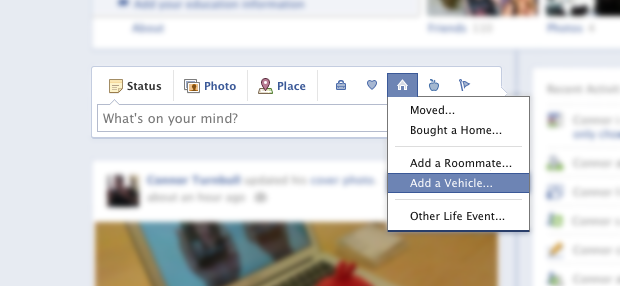 Add your education information
About
Friends
Photos
Status Photo Place
What's on your mind?
Moved...
Bought a Home...
Add a Roommate...
Add a Vehicle...
Other Life Event...
Recent Activi
Connor Turnbull updated his cover photo
about an hour ago